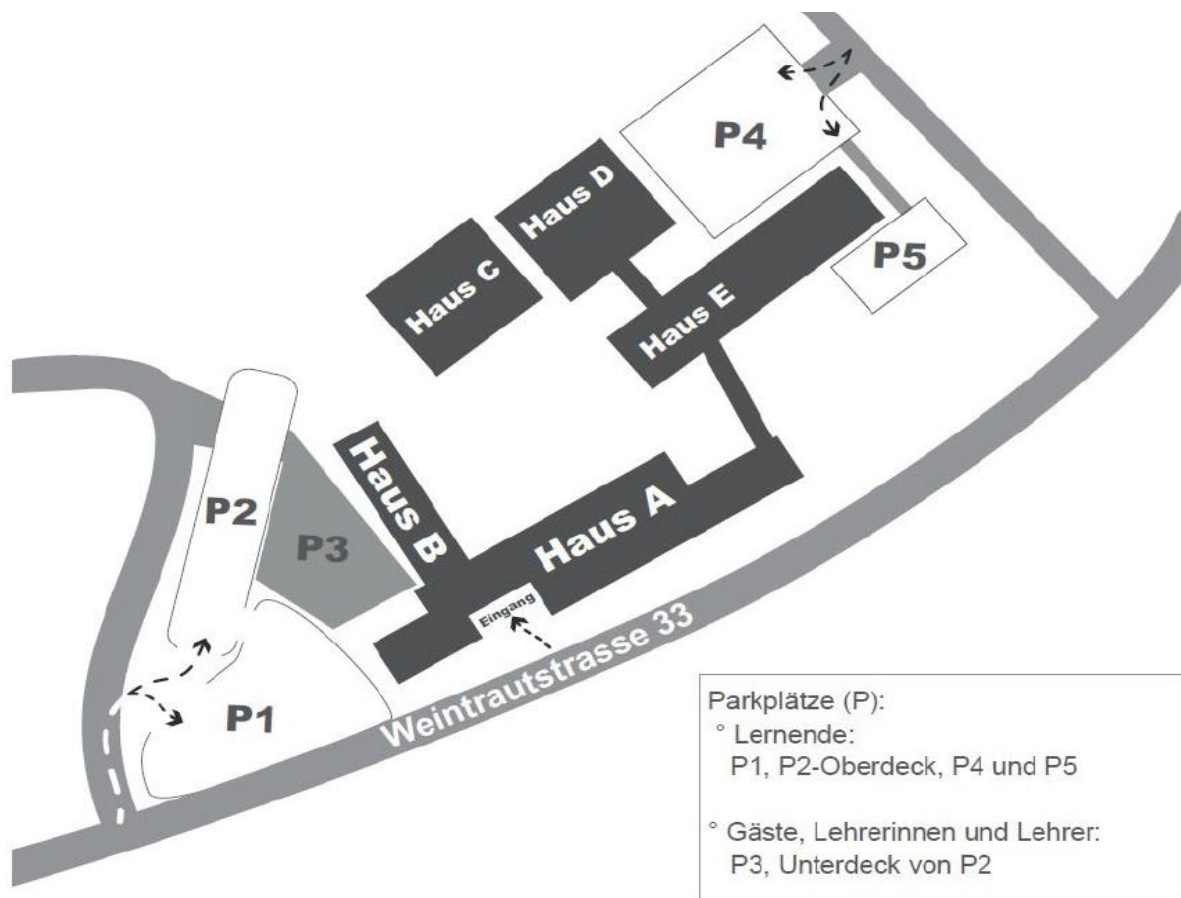 P4
Haus D
P5
Haus C
Haus E
P2
Haus B
P3
Haus A
Eingang
P1
Weintrautstrasse 33
Parkplätze (P):
° Lernende:
P1, P2-Oberdeck, P4 und P5
° Gäste, Lehrerinnen und Lehrer:
P3, Unterdeck von P2